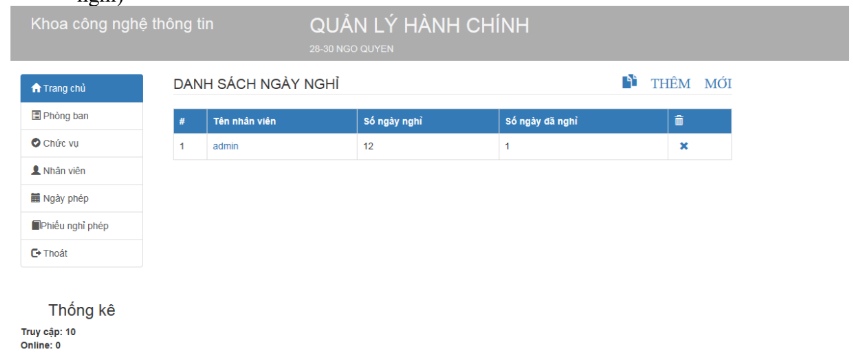 nghỉ)
Khoa công nghệ thông tin
QUẢN LÝ HÀNH CHÍNH
28-30 NGO QUYEN
Trang chủ
Phòng ban
Chức vụ
Nhân viên
Ngày phép
Phiếu nghỉ phép
Thoát
Thống kê
Truy cập: 10
Online: 0
DANH SÁCH NGÀY NGHỈ
THÊM MỚI
# Tên nhân viên Số ngày nghỉ Số ngày đã nghỉ
1 admin 12 1